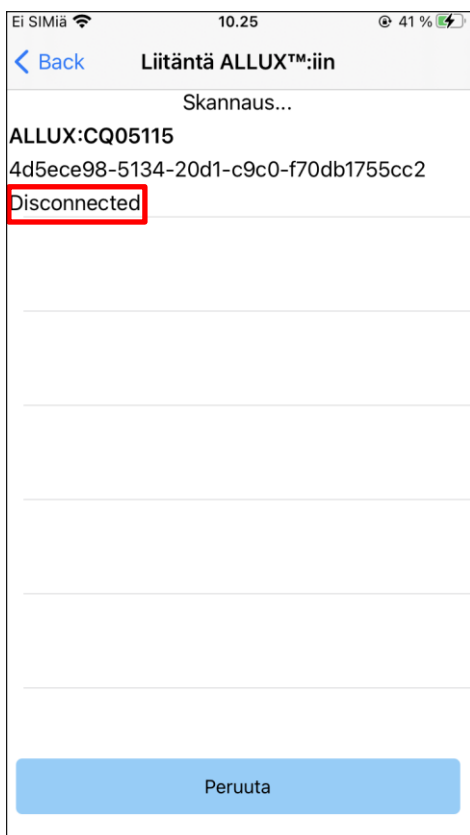 Ei SIMiä 10.25 41 %
Back Liitäntä ALLUX™:iin
Skannaus...
ALLUX:CQ05115
4d5ece98-5134-20d1-c9c0-f70db1755cc2
Disconnected
Peruuta